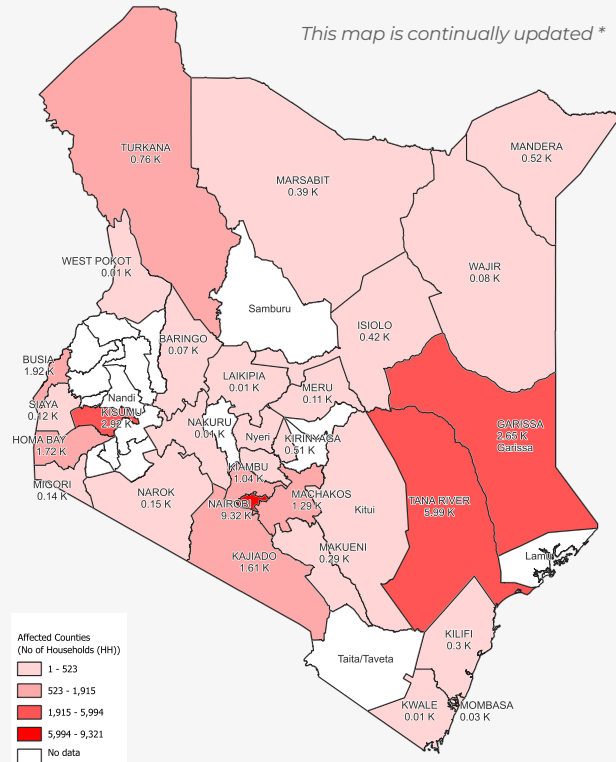 This map is continually updated *
TURKANA
0.76 K
MANDERA
0.52 K
MARSABIT
0.39 K
WEST POKOT
0.01 K
WAJIR
0.08 K
Samburu
ISIOLO
0.42 K
BARINGO
0.07 K
BUSIA
1.92 K
LAIKIPIA
0.01 K
MERU
0.11 K
Nandi
SIAYA
0.12 K
KISUMU
2.92 K
NAKURU
0.01 K
Nyeri
KIRINYAGA
0.51 K
GARISSA
2.65 K
Garissa
HOMA BAY
1.72 K
KIAMBU
1.04 K
MIGORI
0.14 K
NAROK
0.15 K
NAIROBI
9.32 K
MACHAKOS
1.29 K
Kitui
TANA RIVER
5.99 K
MAKUENI
0.29 K
KAJIADO
1.61 K
Lamu
KILIFI
0.3 K
Taita/Taveta
KWALE
0.01 K
MOMBASA
0.03 K
Affected Counties
(No of Households (HH))
1 - 523
523 - 1,915
1,915 - 5,994
5,994 - 9,321
No data